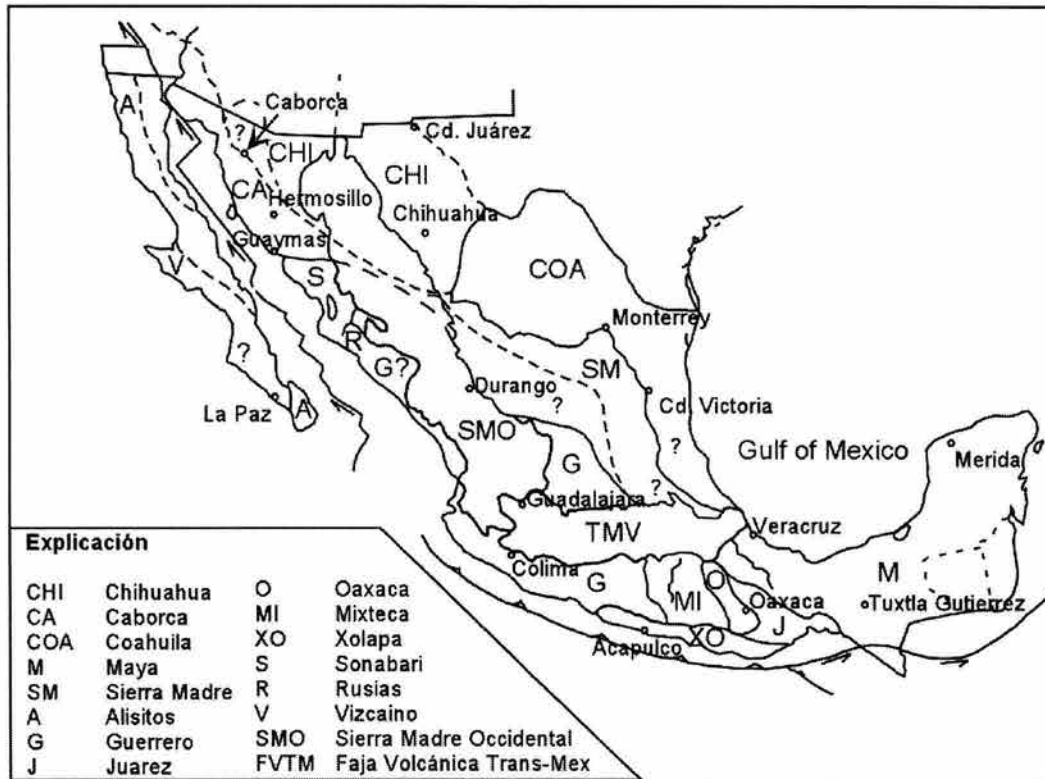 Caborca
A
?
Cd. Juárez
CHI
CHI
CA
Hermosillo
Chihuahua
Guaymas
V
S
COA
Monterrey
R
?
G?
SM
La Paz
A
Durango
?
Cd. Victoria
SMO
?
Gulf of Mexico
Merida
G
?
Guadalajara
TMV
Veracruz
Colima
G
O
M
MI
Oaxaca
Tuxtla Gutierrez
J
XO
Acapulco
Explicación
CHI Chihuahua O Oaxaca
CA Caborca MI Mixteca
COA Coahuila XO Xolapa
M Maya S Sonabari
SM Sierra Madre R Rusias
A Alisitos V Vizcaino
G Guerrero SMO Sierra Madre Occidental
J Juarez FVTM Faja Volcánica Trans-Mex